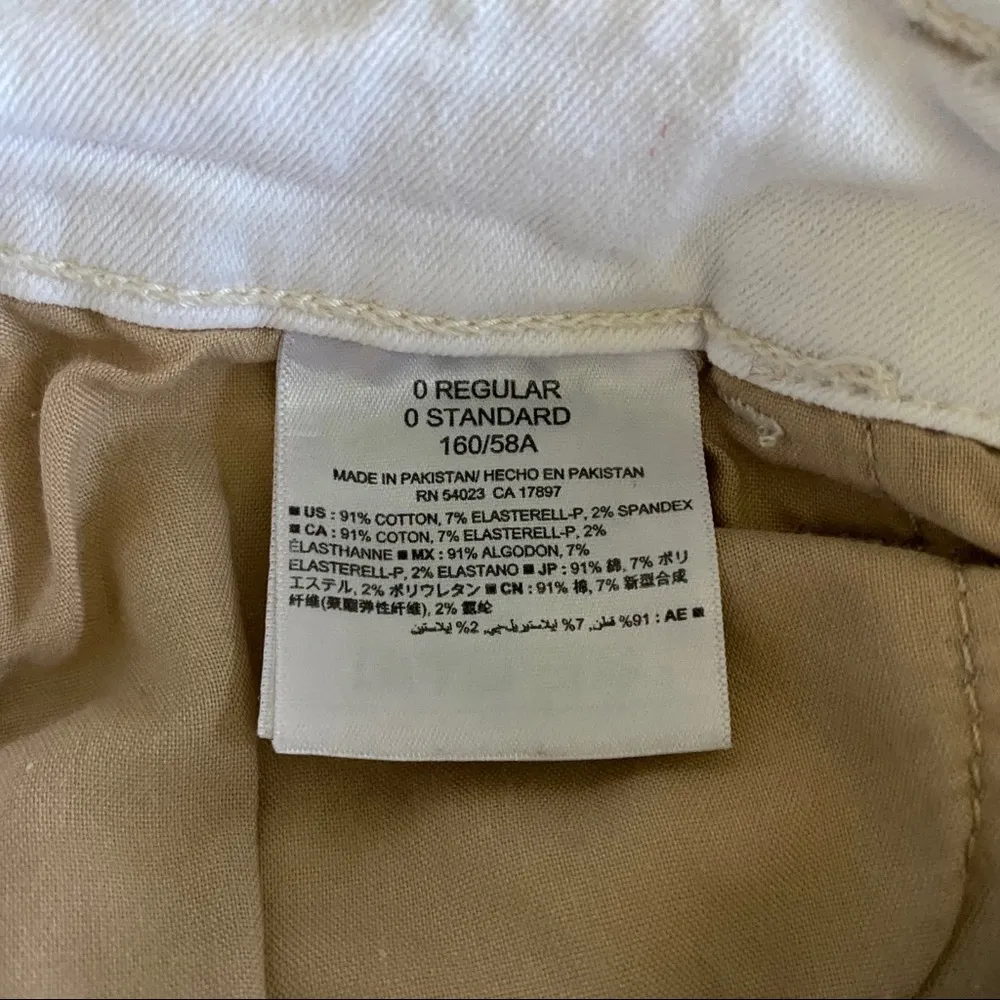 0 REGULAR
0 STANDARD
160/58A
MADE IN PAKISTAN/ HECHO EN PAKISTAN
RN 54023 CA 17897
■ US : 91% COTTON, 7% ELASTERELL-P, 2% SPANDEX
■ CA : 91% COTON, 7% ELASTERELL-P, 2%
ÉLASTHANNE ■ MX : 91% ALGODON, 7%
ELASTERELL-P, 2% ELASTANO ■ JP : 91% 綿, 7% ポリ
エステル, 2% ポリウレタン ■ CN : 91% 棉, 7% 新型合成
纤维(聚酯弹性纤维), 2% 氨纶
■ AE : 91% قطن, 7% إيلاستيريل-بي, 2% إيلاستين